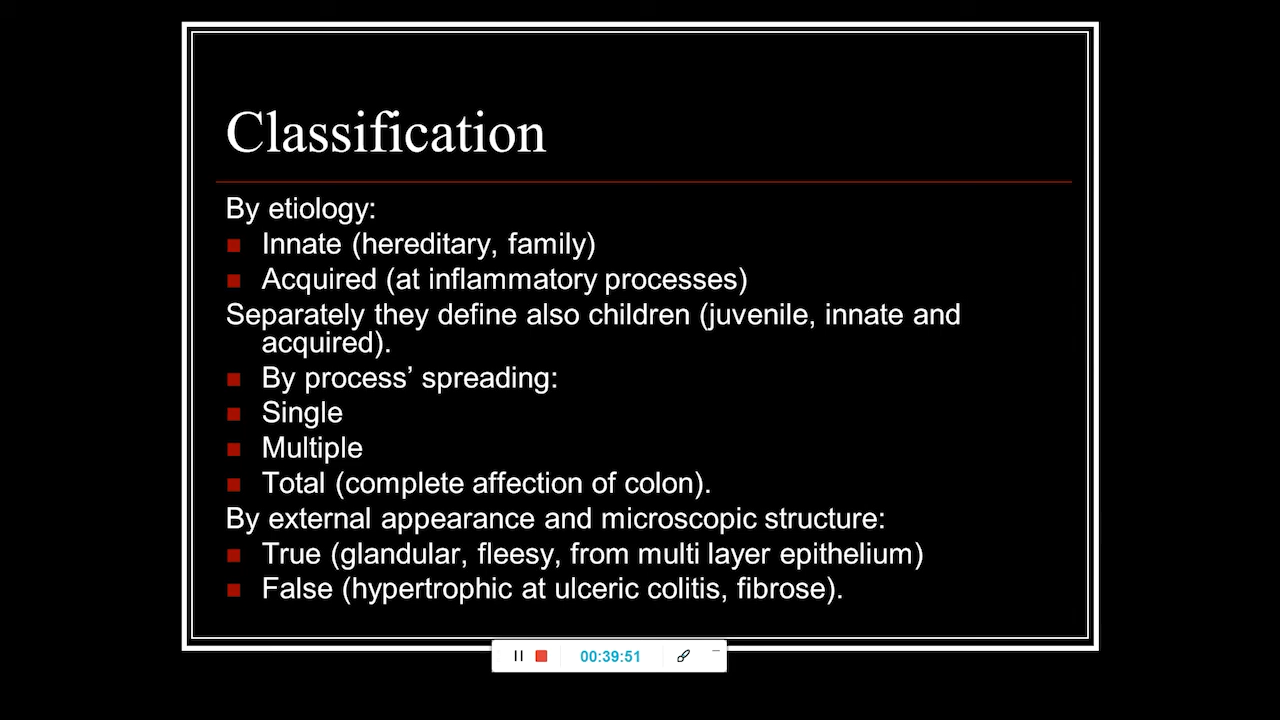 Classification
By etiology:
Innate (hereditary, family)
Acquired (at inflammatory processes)
Separately they define also children (juvenile, innate and
acquired).
By process’ spreading:
Single
Multiple
Total (complete affection of colon).
By external appearance and microscopic structure:
True (glandular, fleesy, from multi layer epithelium)
False (hypertrophic at ulceric colitis, fibrose).
00:39:51